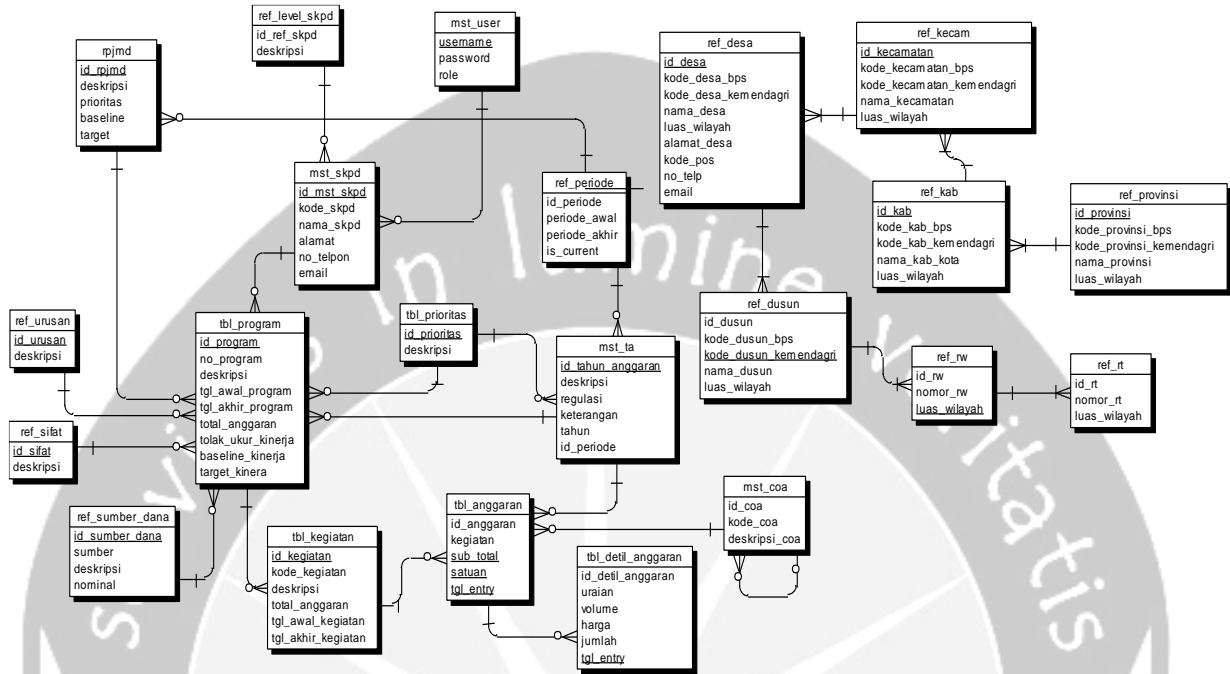 ref_level_skpd
id_ref_skpd
deskripsi
mst_user
username
password
role
rpjmd
id_rpjmd
deskripsi
prioritas
baseline
target
ref_desa
id_desa
kode_desa_bps
kode_desa_kemendagri
nama_desa
luas_wilayah
alamat_desa
kode_pos
no_telp
email
ref_kecam
id_kecamatan
kode_kecamatan_bps
kode_kecamatan_kemendagri
nama_kecamatan
luas_wilayah
mst_skpd
id_mst_skpd
kode_skpd
nama_skpd
alamat
no_telpon
email
ref_periode
id_periode
periode_awal
periode_akhir
is_current
ref_kab
id_kab
kode_kab_bps
kode_kab_kemendagri
nama_kab_kota
luas_wilayah
ref_provinsi
id_provinsi
kode_provinsi_bps
kode_provinsi_kemendagri
nama_provinsi
luas_wilayah
ref_urusan
id_urusan
deskripsi
tbl_program
id_program
no_program
deskripsi
tgl_awal_program
tgl_akhir_program
total_anggaran
tolak_ukur_kinerja
baseline_kinerja
target_kinera
tbl_prioritas
id_prioritas
deskripsi
mst_ta
id_tahun_anggaran
deskripsi
regulasi
keterangan
tahun
id_periode
ref_dusun
id_dusun
kode_dusun_bps
kode_dusun_kemendagri
nama_dusun
luas_wilayah
ref_rw
id_rw
nomor_rw
luas_wilayah
ref_rt
id_rt
nomor_rt
luas_wilayah
ref_sifat
id_sifat
deskripsi
ref_sumber_dana
id_sumber_dana
sumber
deskripsi
nominal
tbl_kegiatan
id_kegiatan
kode_kegiatan
deskripsi
total_anggaran
tgl_awal_kegiatan
tgl_akhir_kegiatan
tbl_anggaran
id_anggaran
kegiatan
sub_total
satuan
tgl_entry
tbl_detil_anggaran
id_detil_anggaran
uraian
volume
harga
jumlah
tgl_entry
mst_coa
id_coa
kode_coa
deskripsi_coa
in lumine